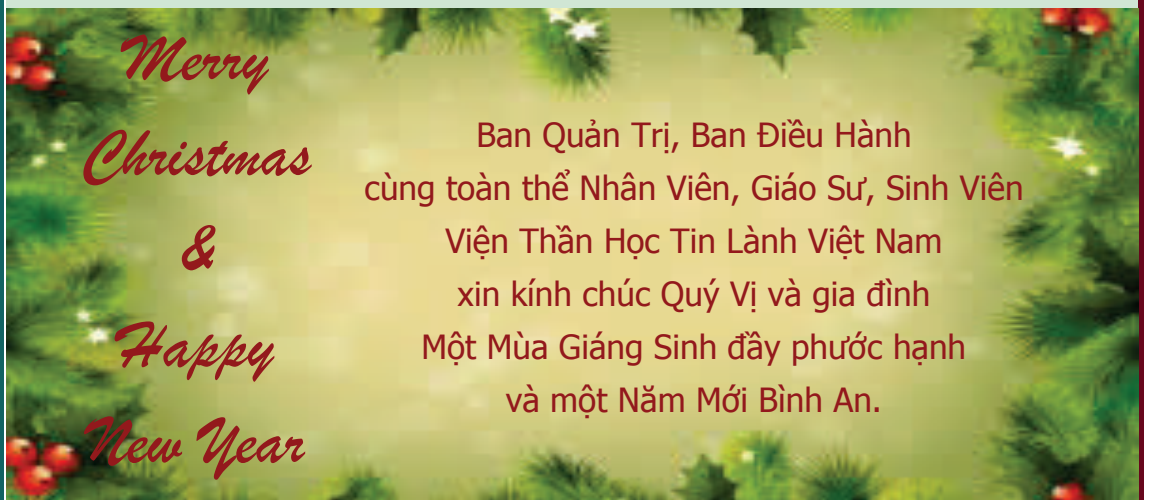 Merry
Christmas
&
Happy
New Year
Ban Quản Trị, Ban Điều Hành
cùng toàn thể Nhân Viên, Giáo Sư, Sinh Viên
Viện Thần Học Tin Lành Việt Nam
xin kính chúc Quý Vị và gia đình
Một Mùa Giáng Sinh đầy phước hạnh
và một Năm Mới Bình An.